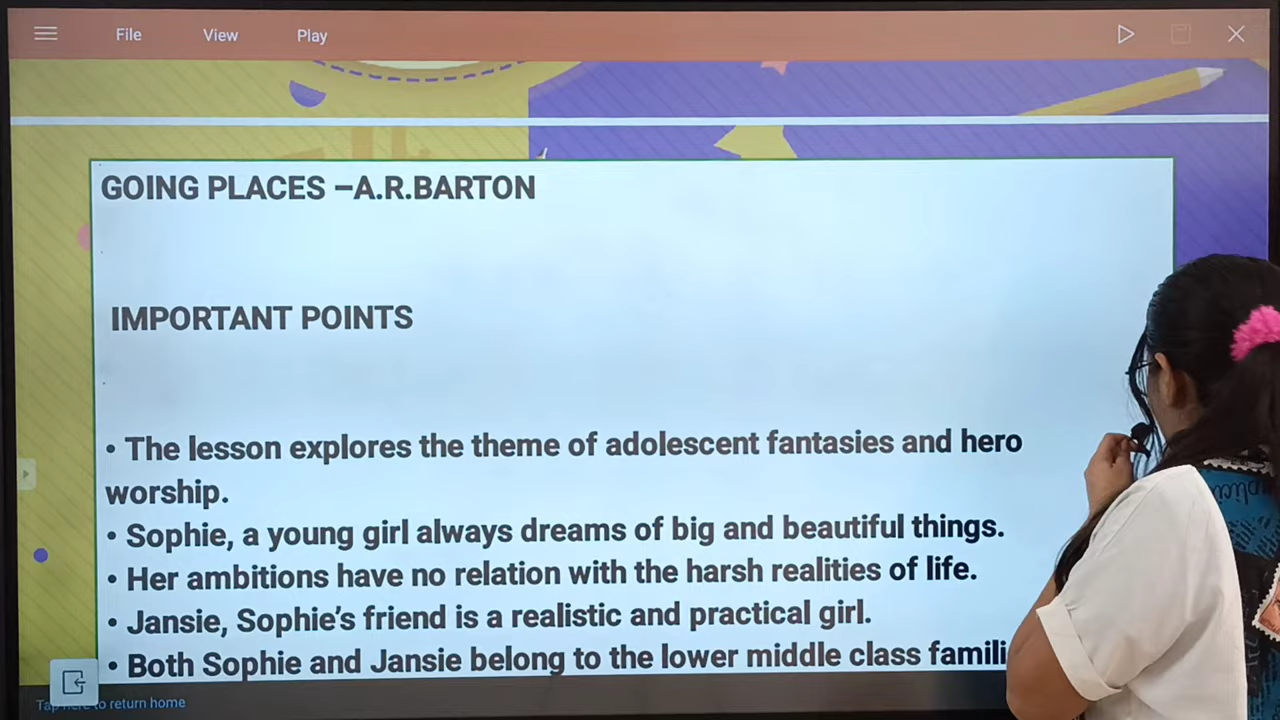 File View Play
GOING PLACES –A.R.BARTON
IMPORTANT POINTS
• The lesson explores the theme of adolescent fantasies and hero
worship.
• Sophie, a young girl always dreams of big and beautiful things.
• Her ambitions have no relation with the harsh realities of life.
• Jansie, Sophie’s friend is a realistic and practical girl.
• Both Sophie and Jansie belong to the lower middle class
Tap here to return home